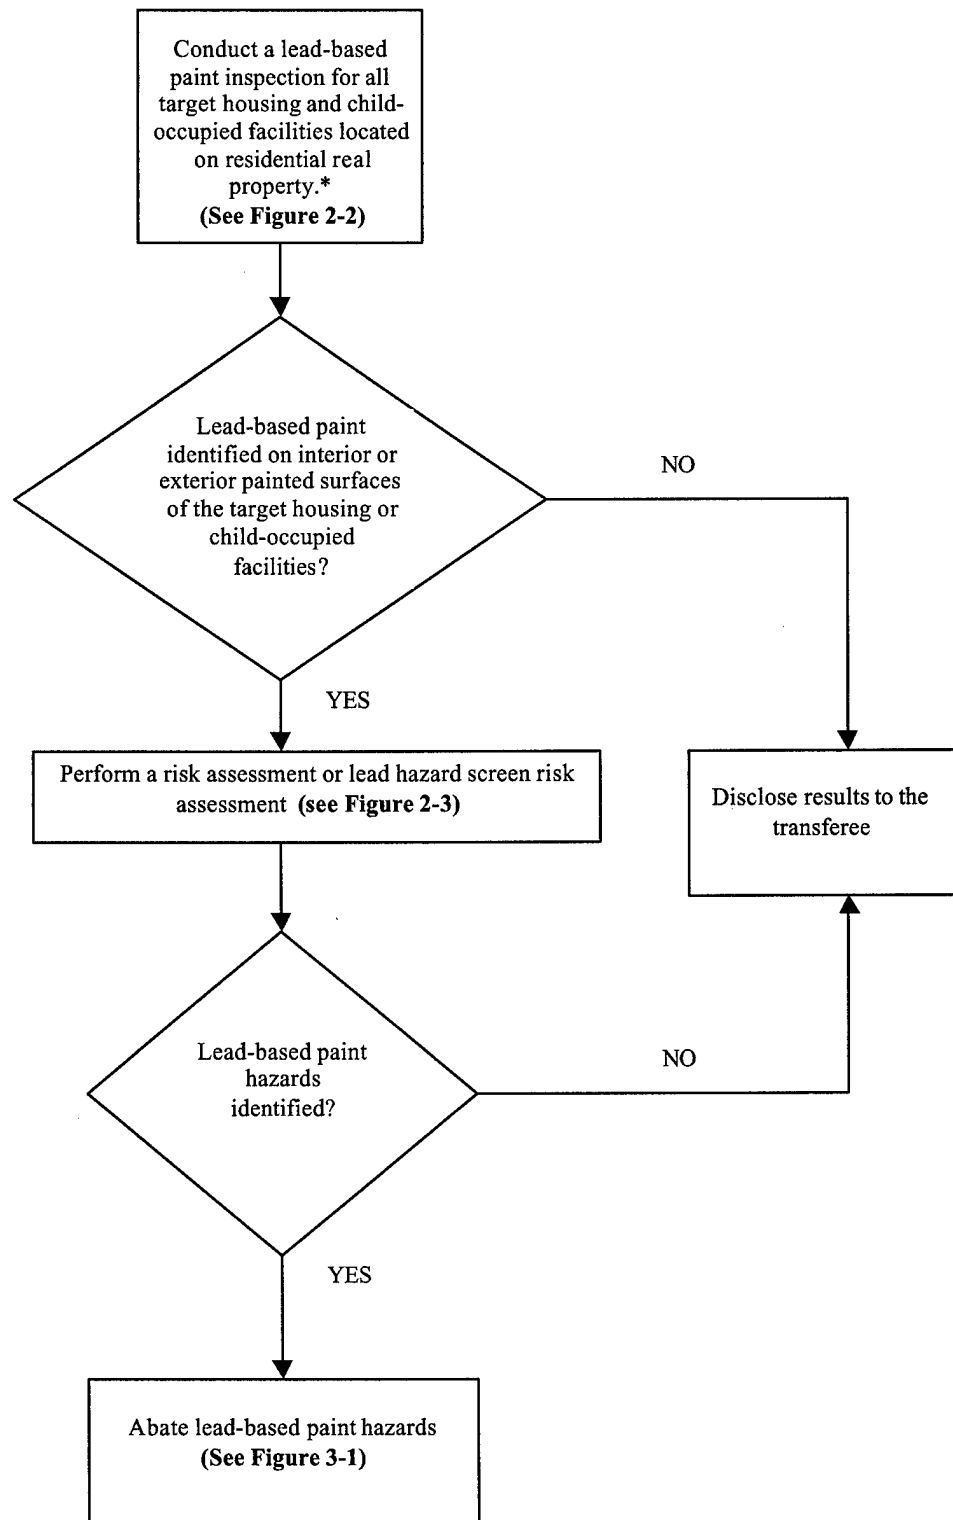 Conduct a lead-based
paint inspection for all
target housing and child-
occupied facilities located
on residential real
property.*
(See Figure 2-2)
Lead-based paint
identified on interior or
exterior painted surfaces
of the target housing or
child-occupied
facilities?
NO
YES
Perform a risk assessment or lead hazard screen risk
assessment (see Figure 2-3)
Disclose results to the
transferee
Lead-based paint
hazards
identified?
NO
YES
Abate lead-based paint hazards
(See Figure 3-1)